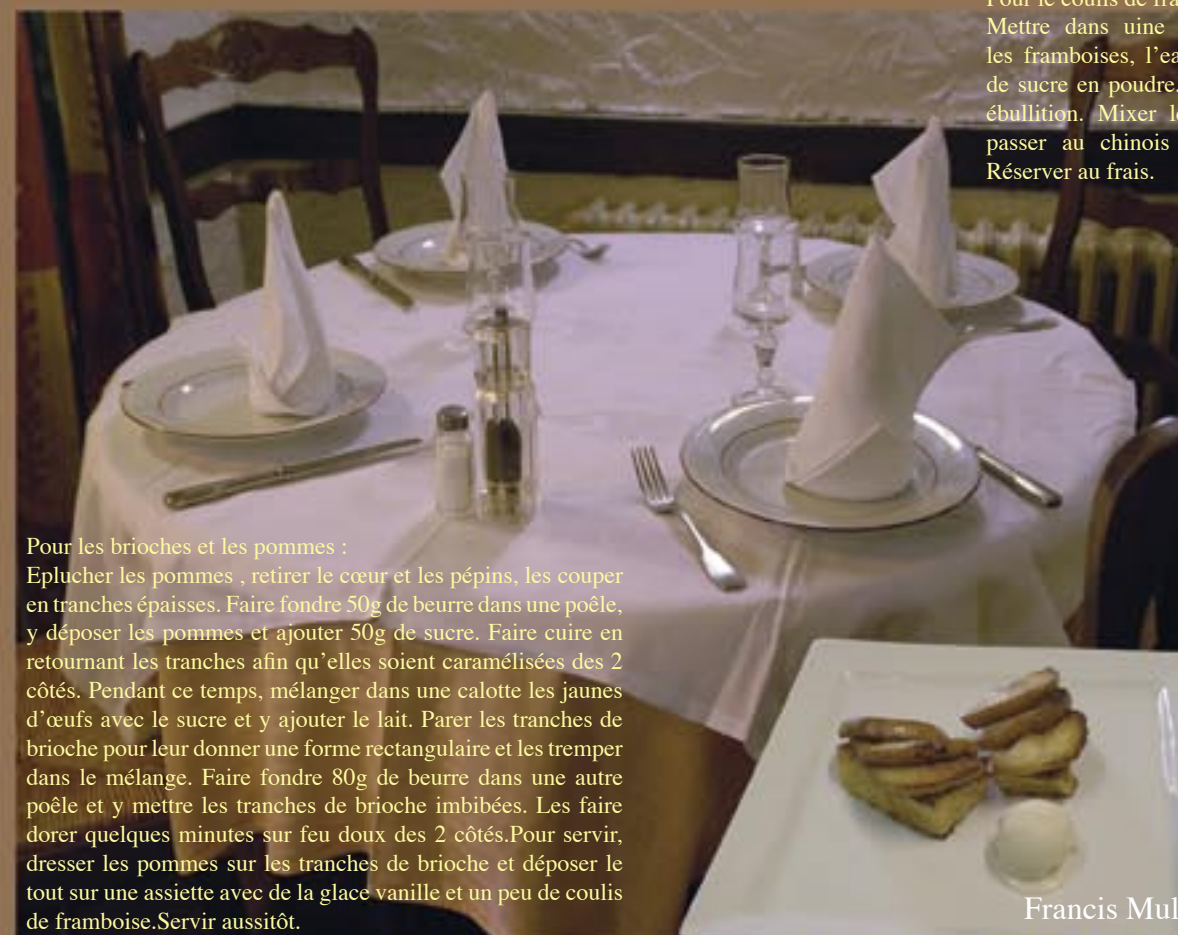 Mettre dans uine
les framboises, l'ea
de sucre en poudre.
ébullition. Mixer
passer au chinois
Réserver au frais.
Pour les brioches et les pommes :
Eplucher les pommes , retirer le cœur et les pépins, les couper
en tranches épaisses. Faire fondre 50g de beurre dans une poêle,
y déposer les pommes et ajouter 50g de sucre. Faire cuire en
retournant les tranches afin qu'elles soient caramélisées des 2
côtés. Pendant ce temps, mélanger dans une calotte les jaunes
d'œufs avec le sucre et y ajouter le lait. Parer les tranches de
brioche pour leur donner une forme rectangulaire et les tremper
dans le mélange. Faire fondre 80g de beurre dans une autre
poêle et y mettre les tranches de brioche imbibées. Les faire
dorer quelques minutes sur feu doux des 2 côtés.Pour servir,
dresser les pommes sur les tranches de brioche et déposer le
tout sur une assiette avec de la glace vanille et un peu de coulis
de framboise.Servir aussitôt.
Francis Mul